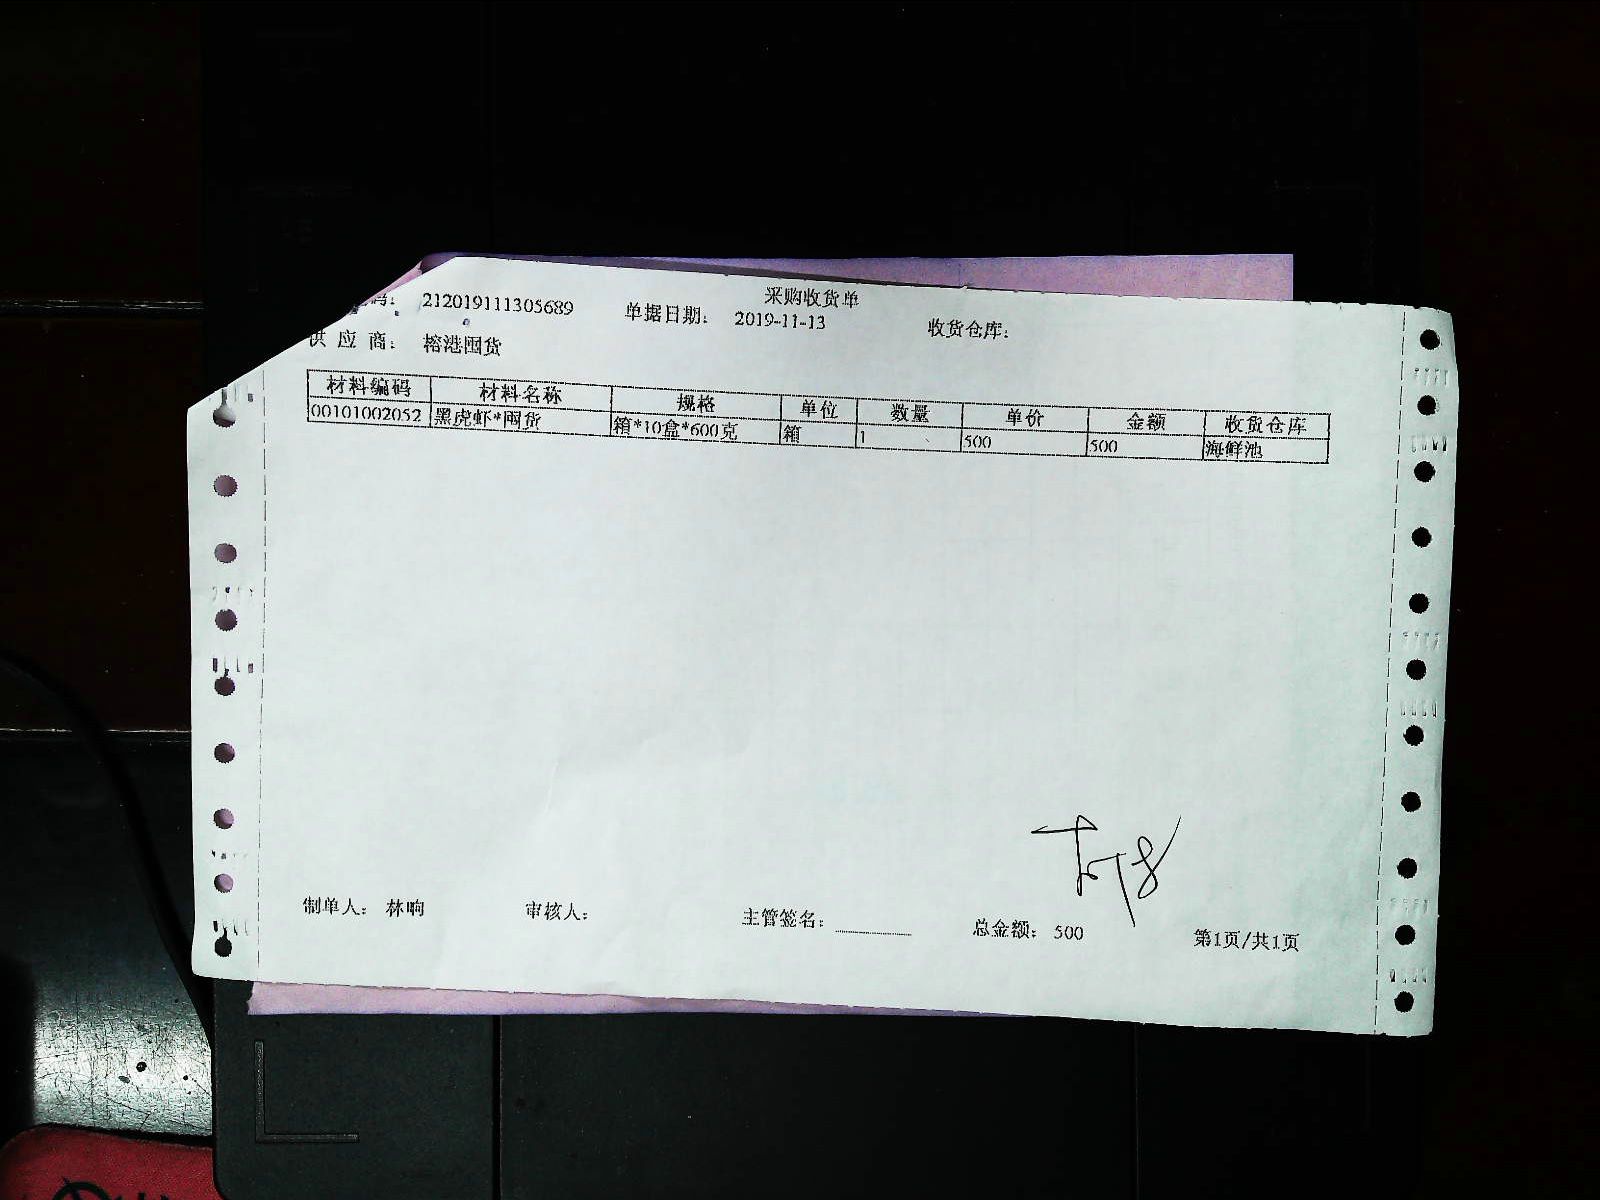 采购收货单
码： 212019111305689 单据日期： 2019-11-13 收货仓库：
供 应 商： 榕港囤货
材料编码 材料名称 规格 单位 数量 单价 金额 收货仓库
00101002052 黑虎虾*囤货 箱*10盒*600克 箱 1 500 500 海鲜池
制单人： 林响 审核人： 主管签名： 总金额： 500 第1页/共1页